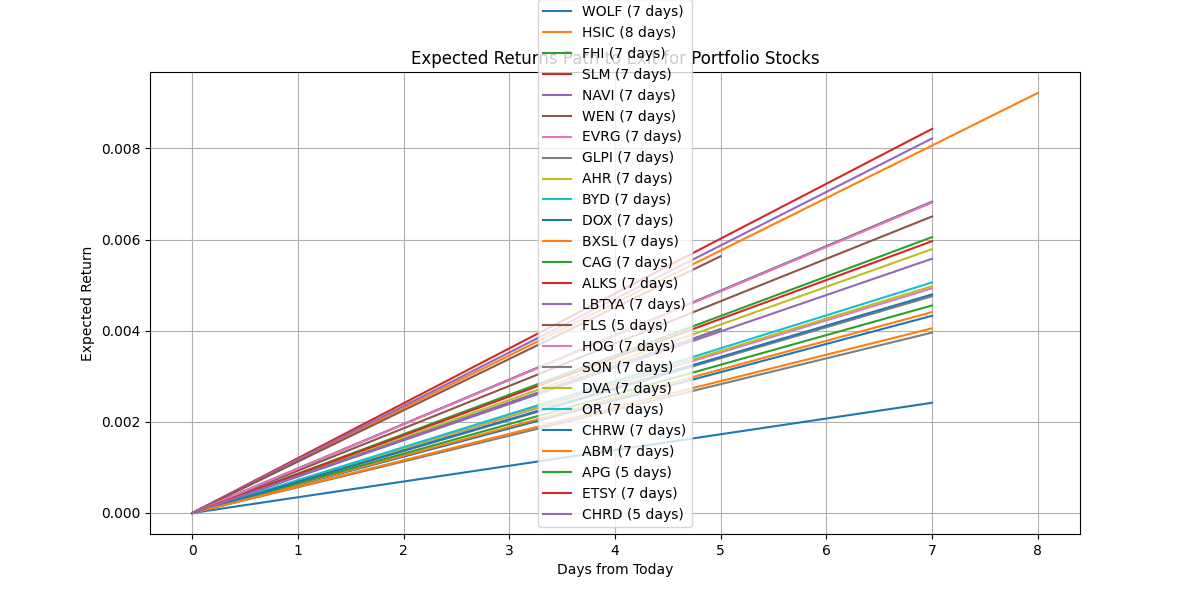 WOLF (7 days)
HSIC (8 days)
FHI (7 days)
Expected Returns Path to Exit for Portfolio Stocks
SLM (7 days)
NAVI (7 days)
WEN (7 days)
EVRG (7 days)
GLPI (7 days)
AHR (7 days)
BYD (7 days)
DOX (7 days)
BXSL (7 days)
CAG (7 days)
ALKS (7 days)
LBTYA (7 days)
FLS (5 days)
HOG (7 days)
SON (7 days)
DVA (7 days)
OR (7 days)
CHRW (7 days)
ABM (7 days)
APG (5 days)
ETSY (7 days)
CHRD (5 days)
0.008
0.006
0.004
0.002
0.000
Expected Return
0 1 2 3 4 5 6 7 8
Days from Today